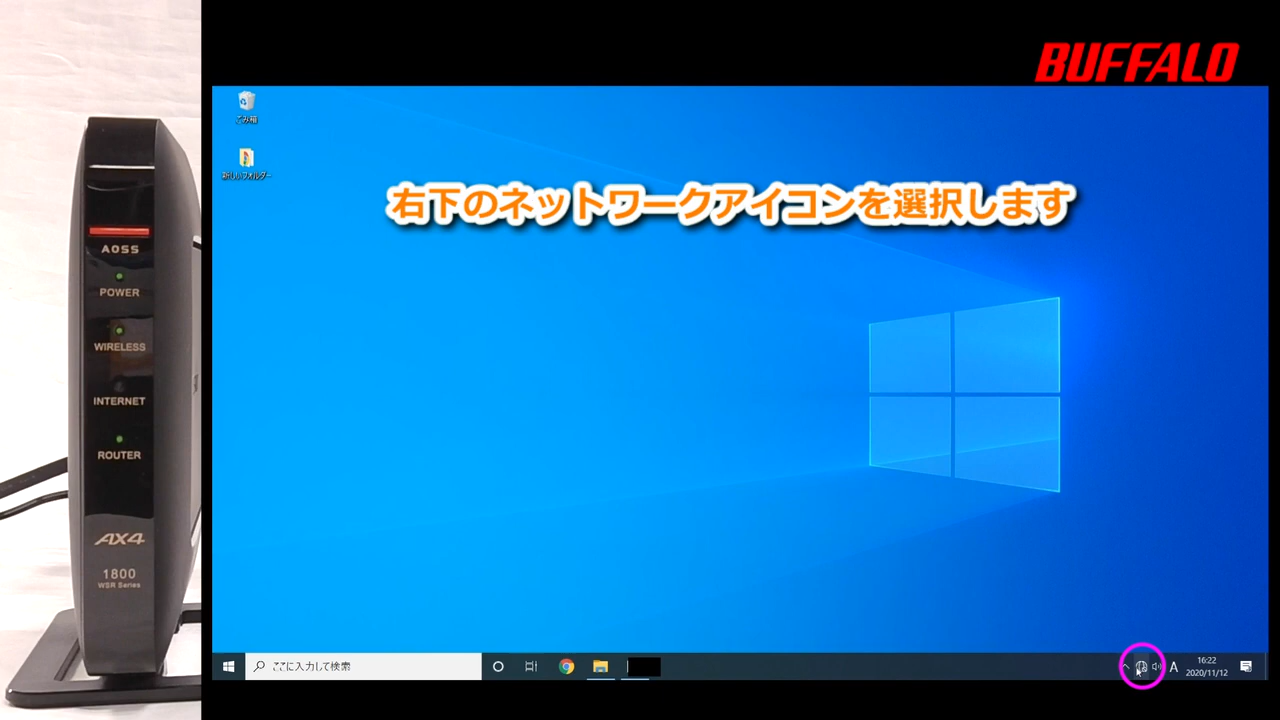 BUFFALO
ごみ箱
新しいフォルダー
右下のネットワークアイコンを選択します
AOSS
POWER
WIRELESS
INTERNET
ROUTER
AX4
1800
WSR Series
ここに入力して検索
A
16:22
2020/11/12